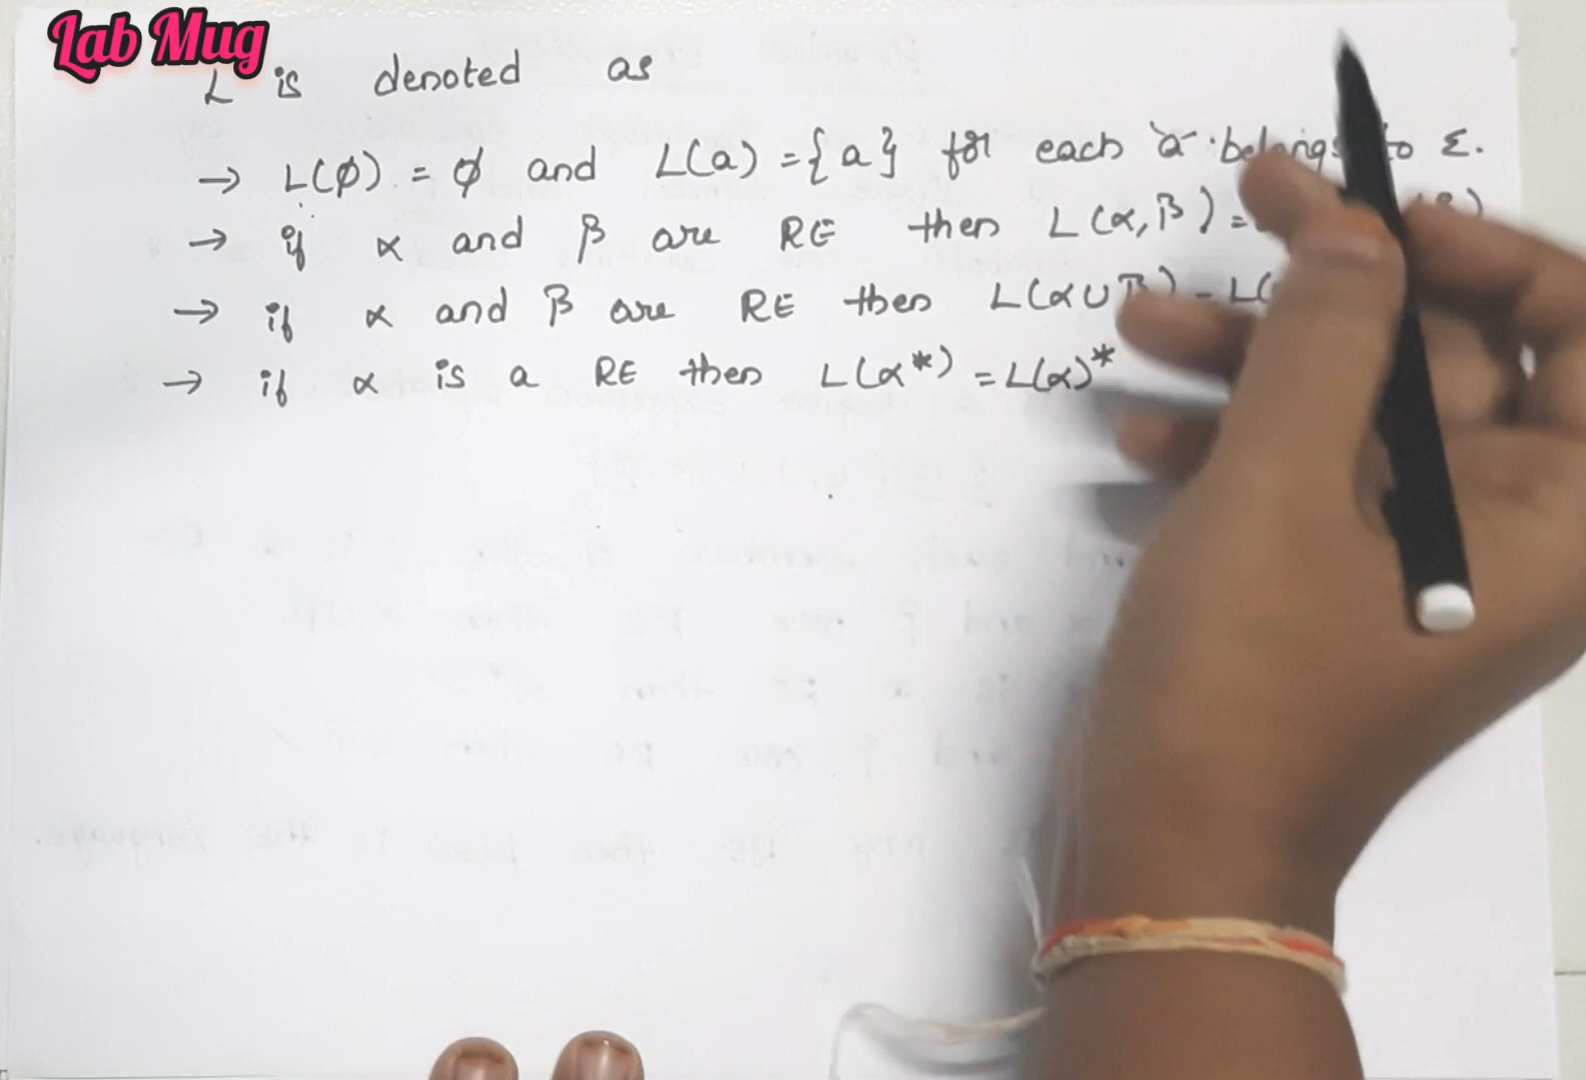 Lab Mug
L is denoted as
→ L(φ) = φ and L(a) = {a} for each 'a' belongs to Σ.
→ if α and β are RE then L(α,β) =
→ if α and β are RE then L(α∪β) = L(
→ if α is a RE then L(α*) = L(α)*